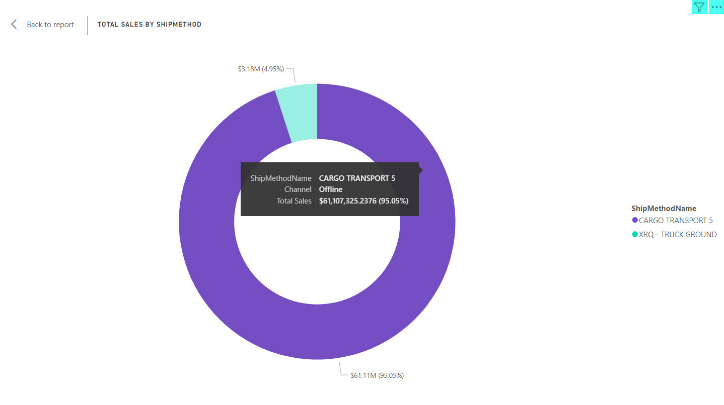 Back to report
TOTAL SALES BY SHIPMETHOD
$3.18M (4.95%)
ShipMethodName CARGO TRANSPORT 5
Channel Offline
Total Sales $61,107,325.2376 (95.05%)
ShipMethodName
CARGO TRANSPORT 5
XRQ - TRUCK GROUND
$61.11M (95.05%)